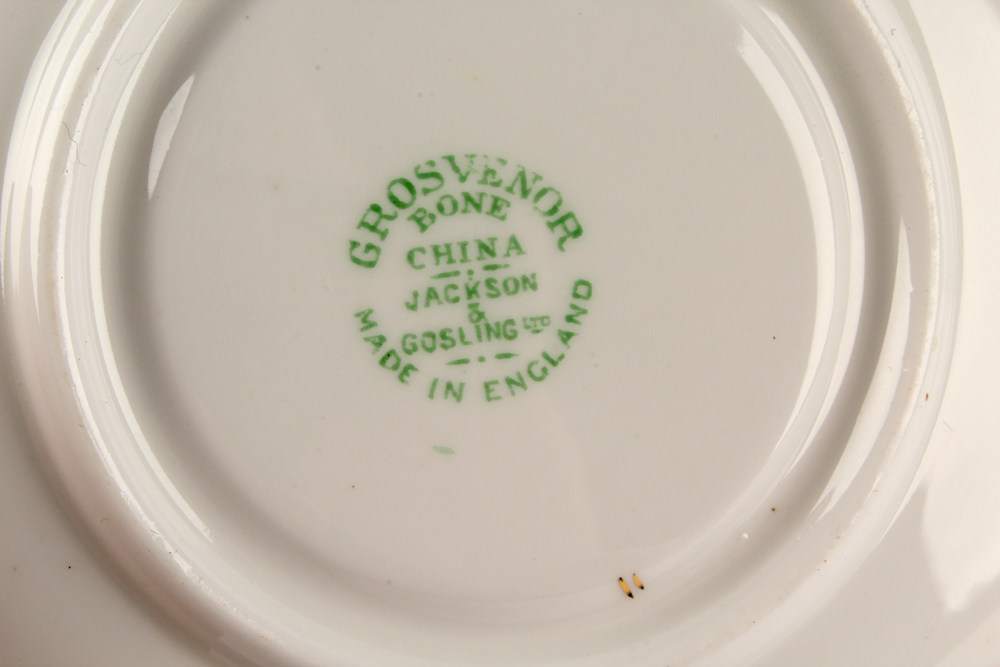 GROSVENOR
BONE
CHINA
JACKSON
&
GOSLING LTD
MADE IN ENGLAND